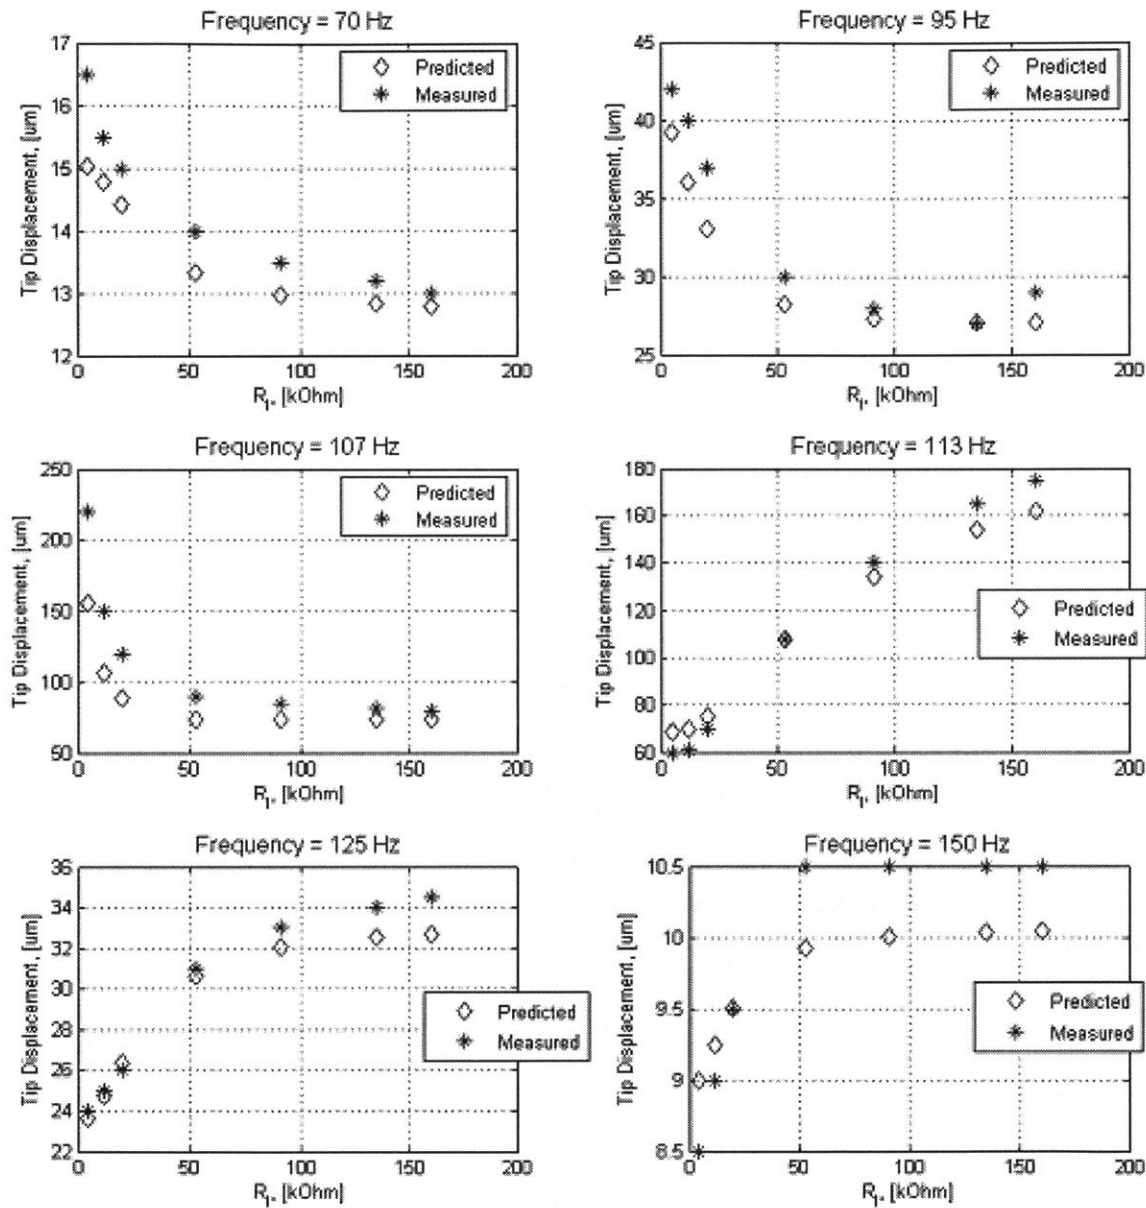 Frequency = 70 Hz
17
16
15
14
13
12
Tip Displacement, [um]
Predicted
Measured
0 50 100 150 200
R_l, [kOhm]
Frequency = 95 Hz
45
40
35
30
25
Tip Displacement, [um]
Predicted
Measured
0 50 100 150 200
R_l, [kOhm]
Frequency = 107 Hz
250
200
150
100
50
Tip Displacement, [um]
Predicted
Measured
0 50 100 150 200
R_l, [kOhm]
Frequency = 113 Hz
180
160
140
120
100
80
60
Tip Displacement, [um]
Predicted
Measured
0 50 100 150 200
R_l, [kOhm]
Frequency = 125 Hz
36
34
32
30
28
26
24
22
Tip Displacement, [um]
Predicted
Measured
0 50 100 150 200
R_l, [kOhm]
Frequency = 150 Hz
10.5
10
9.5
9
8.5
Tip Displacement, [um]
Predicted
Measured
0 50 100 150 200
R_l, [kOhm]